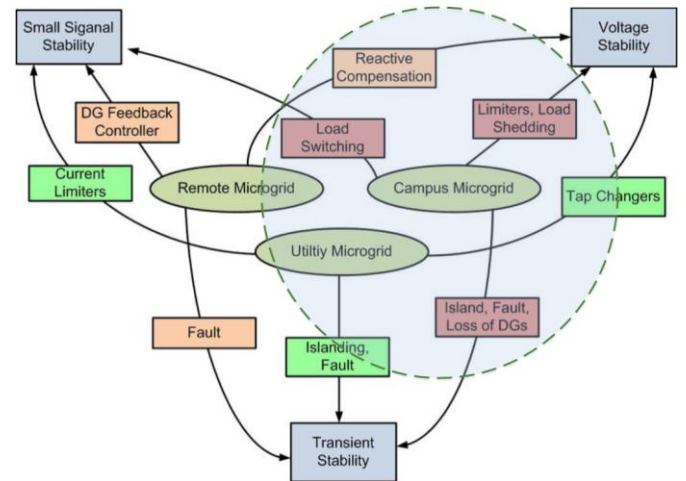 Small Siganal
Stability
Voltage
Stability
Reactive
Compensation
DG Feedback
Controller
Load
Switching
Limiters, Load
Shedding
Current
Limiters
Remote Microgrid
Campus Microgrid
Tap Changers
Utiltiy Microgrid
Island, Fault,
Loss of DGs
Fault
Islanding,
Fault
Transient
Stability